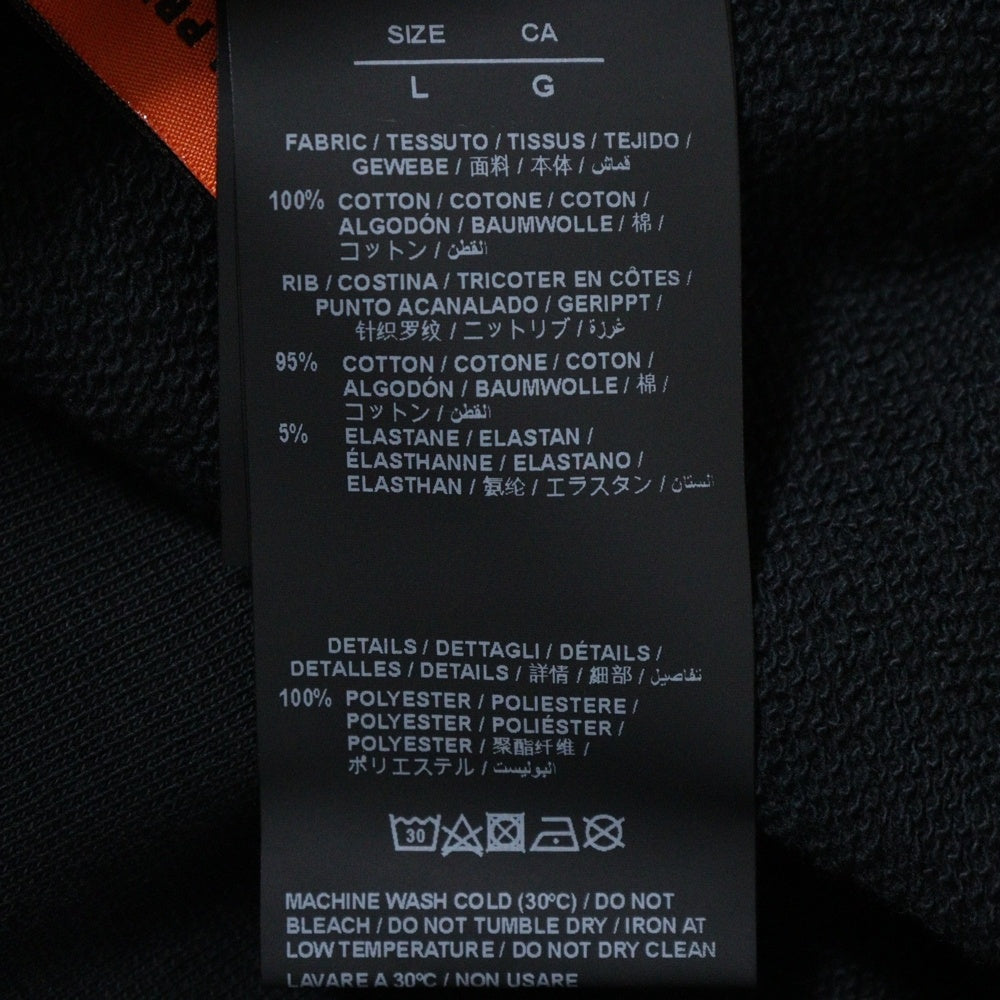 SIZE CA
L G
FABRIC / TESSUTO / TISSUS / TEJIDO /
GEWEBE / 面料 / 本体 / قماش
100% COTTON / COTONE / COTON /
ALGODÓN / BAUMWOLLE / 棉 /
コットン / القطن
RIB / COSTINA / TRICOTER EN CÔTES /
PUNTO ACANALADO / GERIPPT /
针织罗纹 / ニットリブ / غرزة
95% COTTON / COTONE / COTON /
ALGODÓN / BAUMWOLLE / 棉 /
コットン / القطن
5% ELASTANE / ELASTAN /
ÉLASTHANNE / ELASTANO /
ELASTHAN / 氨纶 / エラスタン / الستان
DETAILS / DETTAGLI / DÉTAILS /
DETALLES / DETAILS / 詳情 / 細部 / تفاصيل
100% POLYESTER / POLIESTERE /
POLYESTER / POLIÉSTER /
POLYESTER / 聚酯纤维 /
ポリエステル / البوليست
30
MACHINE WASH COLD (30ºC) / DO NOT
BLEACH / DO NOT TUMBLE DRY / IRON AT
LOW TEMPERATURE / DO NOT DRY CLEAN
LAVARE A 30ºC / NON USARE